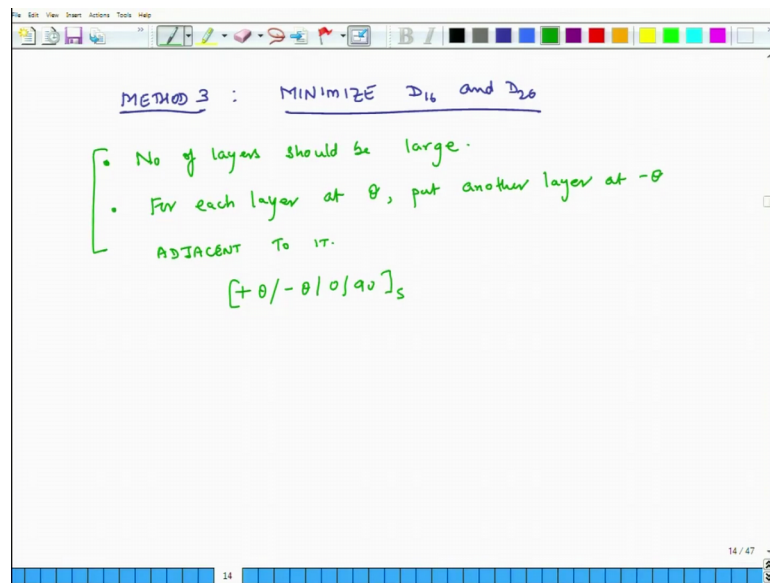 File Edit View Insert Actions Tools Help
B I
METHOD 3 : MINIMIZE D₁₆ and D₂₆
• No of layers should be large.
• For each layer at θ, put another layer at -θ
ADJACENT TO IT.
[+θ/-θ/0/90]ₛ
14/47
14